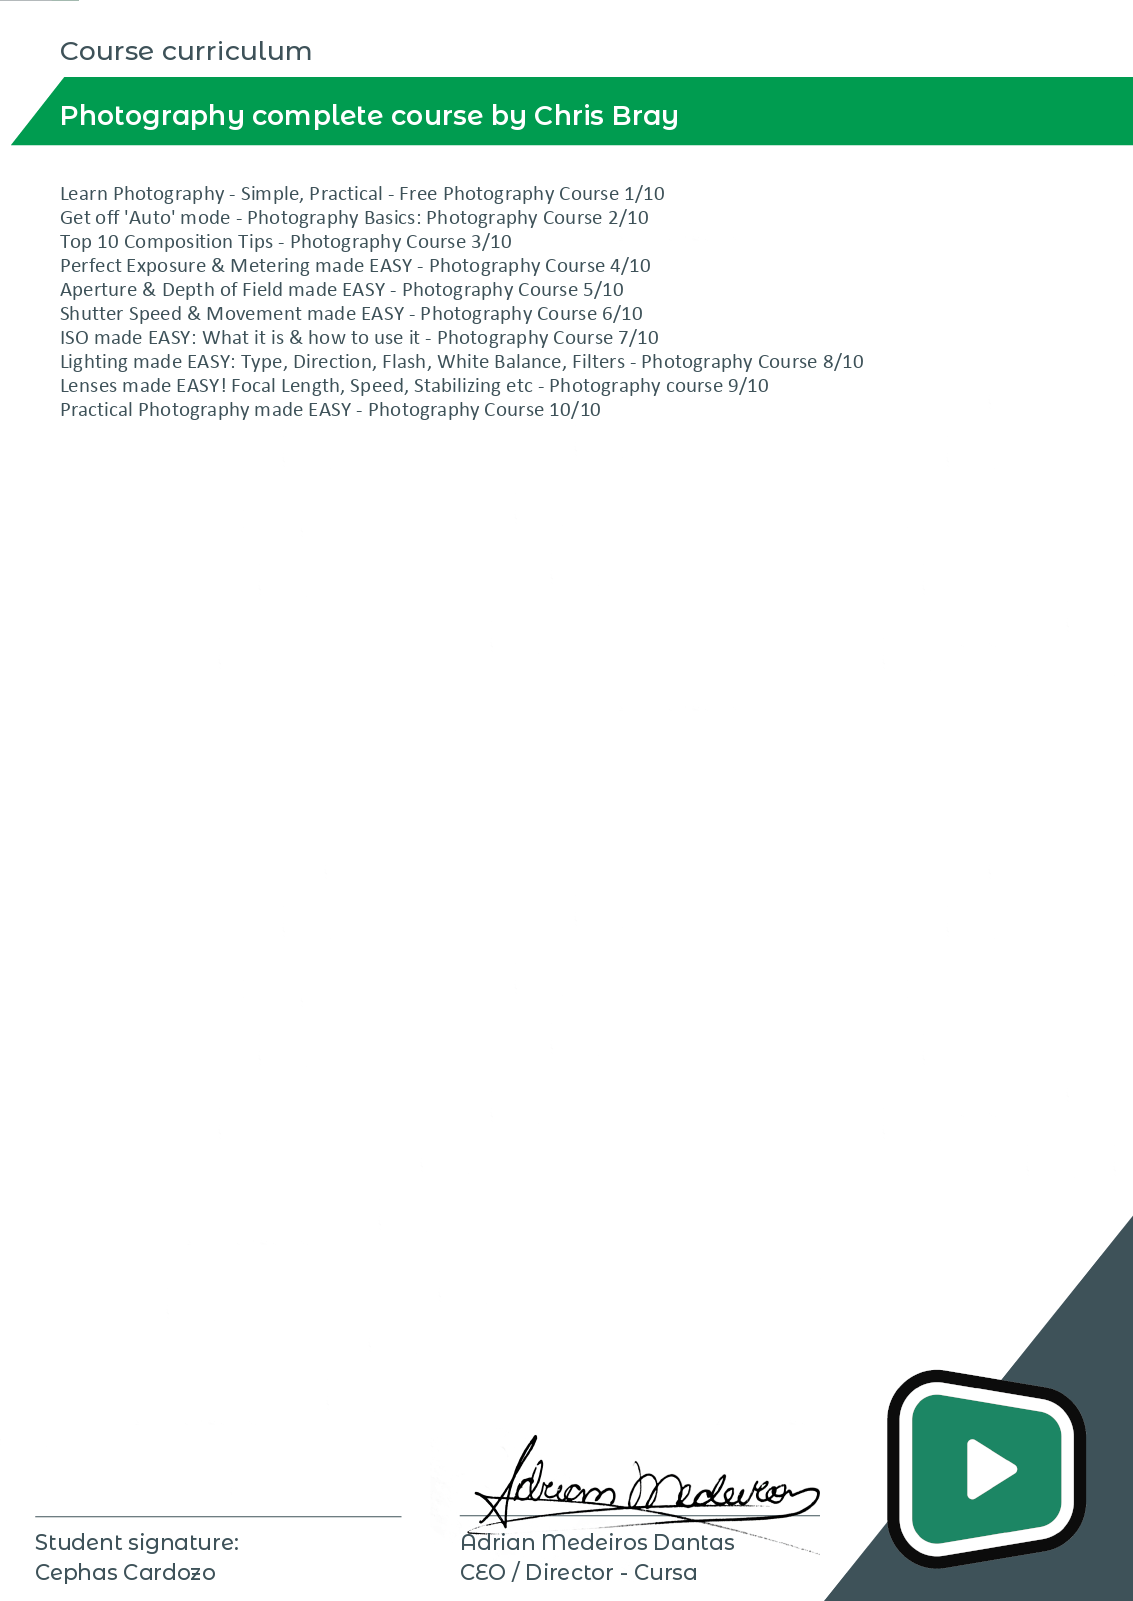 Course curriculum
Photography complete course by Chris Bray
Learn Photography - Simple, Practical - Free Photography Course 1/10
Get off 'Auto' mode - Photography Basics: Photography Course 2/10
Top 10 Composition Tips - Photography Course 3/10
Perfect Exposure & Metering made EASY - Photography Course 4/10
Aperture & Depth of Field made EASY - Photography Course 5/10
Shutter Speed & Movement made EASY - Photography Course 6/10
ISO made EASY: What it is & how to use it - Photography Course 7/10
Lighting made EASY: Type, Direction, Flash, White Balance, Filters - Photography Course 8/10
Lenses made EASY! Focal Length, Speed, Stabilizing etc - Photography course 9/10
Practical Photography made EASY - Photography Course 10/10
Adrian Medeiros
Student signature:
Cephas Cardozo
Adrian Medeiros Dantas
CEO / Director - Cursa